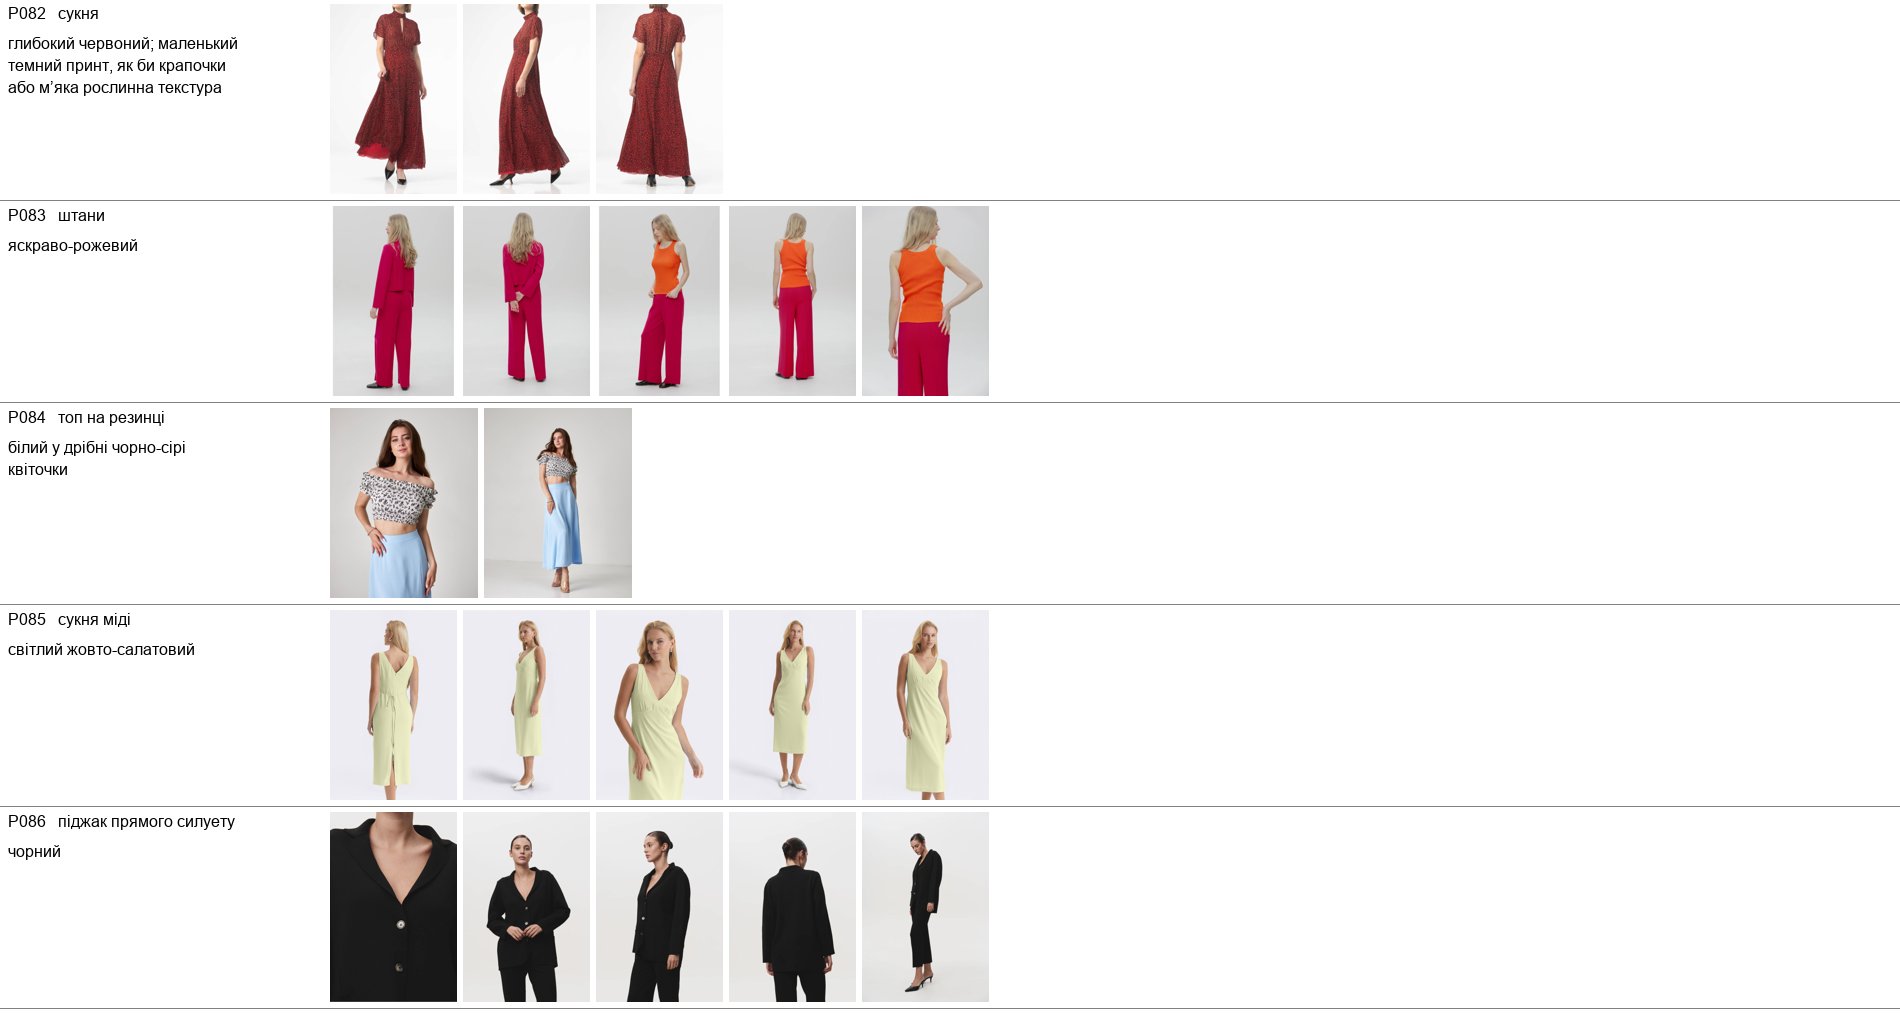 P082 сукня
глибокий червоний; маленький
темний принт, як би крапочки
або м’яка рослинна текстура
P083 штани
яскраво-рожевий
P084 топ на резинці
білий у дрібні чорно-сірі
квіточки
P085 сукня міді
світлий жовто-салатовий
P086 піджак прямого силуету
чорний